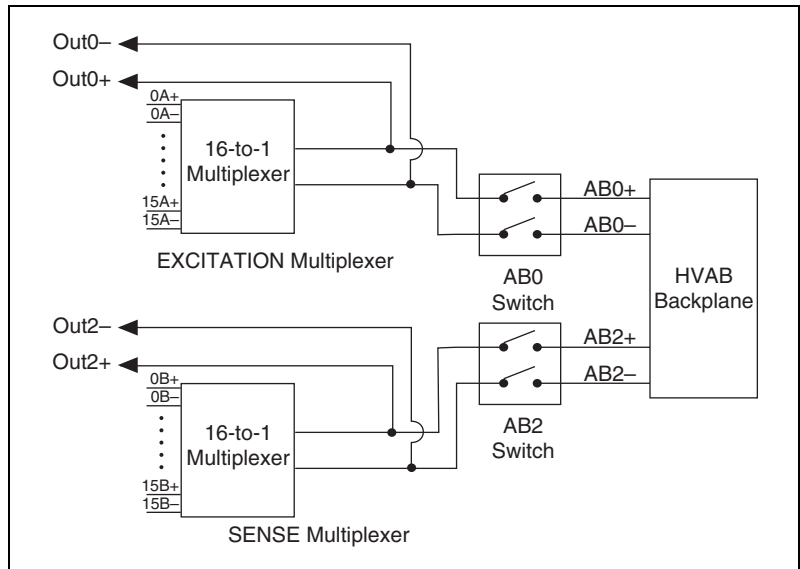 Out0–
Out0+
0A+
0A–
16-to-1
Multiplexer
15A+
15A–
EXCITATION Multiplexer
AB0+
AB0–
AB0
Switch
HVAB
Backplane
Out2–
Out2+
0B+
0B–
16-to-1
Multiplexer
15B+
15B–
SENSE Multiplexer
AB2+
AB2–
AB2
Switch